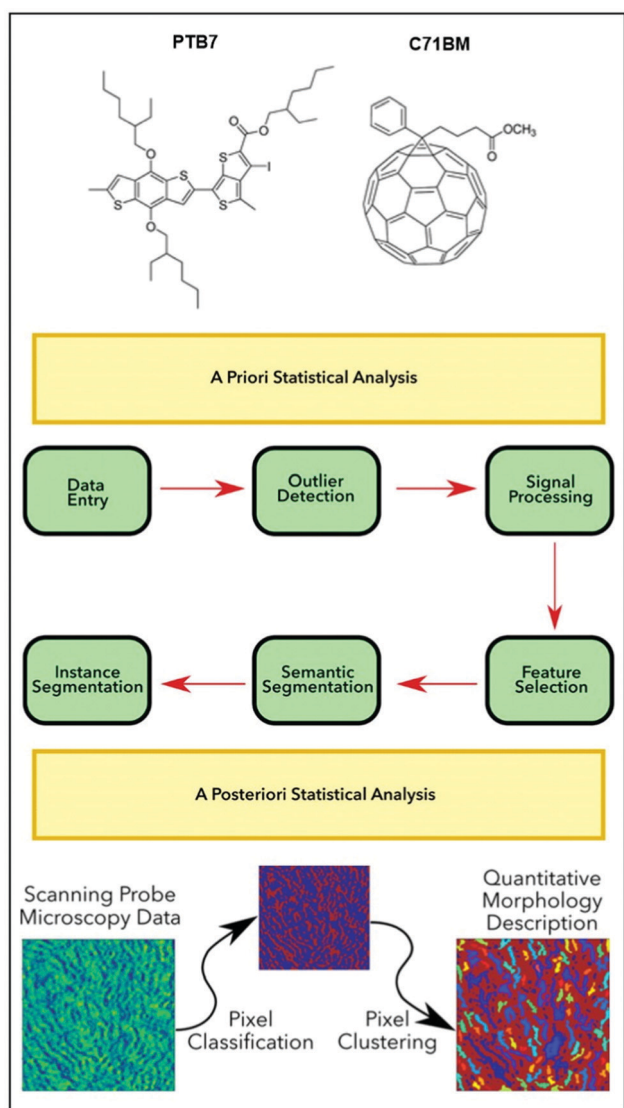 PTB7
C71BM
O
O
I
O
S
S
S
S
O
OCH₃
O
A Priori Statistical Analysis
Data
Entry
Outlier
Detection
Signal
Processing
Instance
Segmentation
Semantic
Segmentation
Feature
Selection
A Posteriori Statistical Analysis
Scanning Probe
Microscopy Data
Quantitative
Morphology
Description
Pixel
Classification
Pixel
Clustering